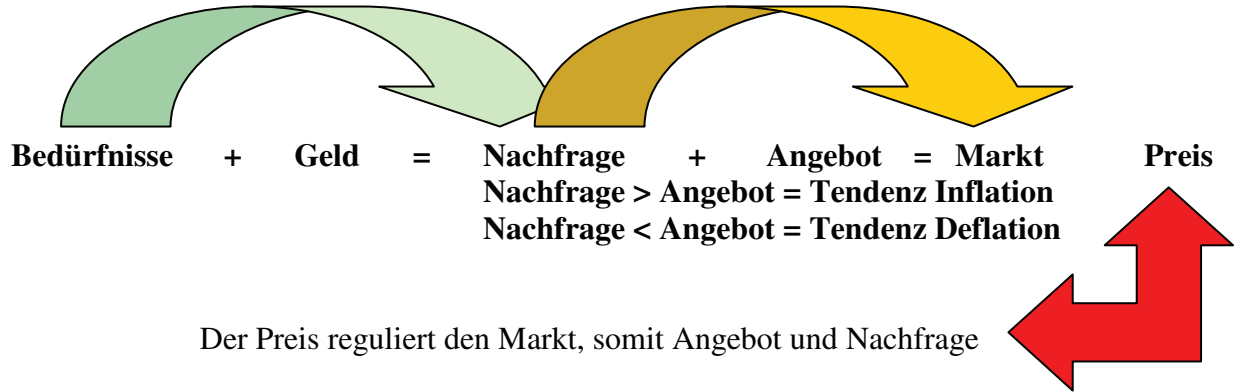 Bedürfnisse + Geld = Nachfrage + Angebot = Markt Preis
Nachfrage > Angebot = Tendenz Inflation
Nachfrage < Angebot = Tendenz Deflation
Der Preis reguliert den Markt, somit Angebot und Nachfrage